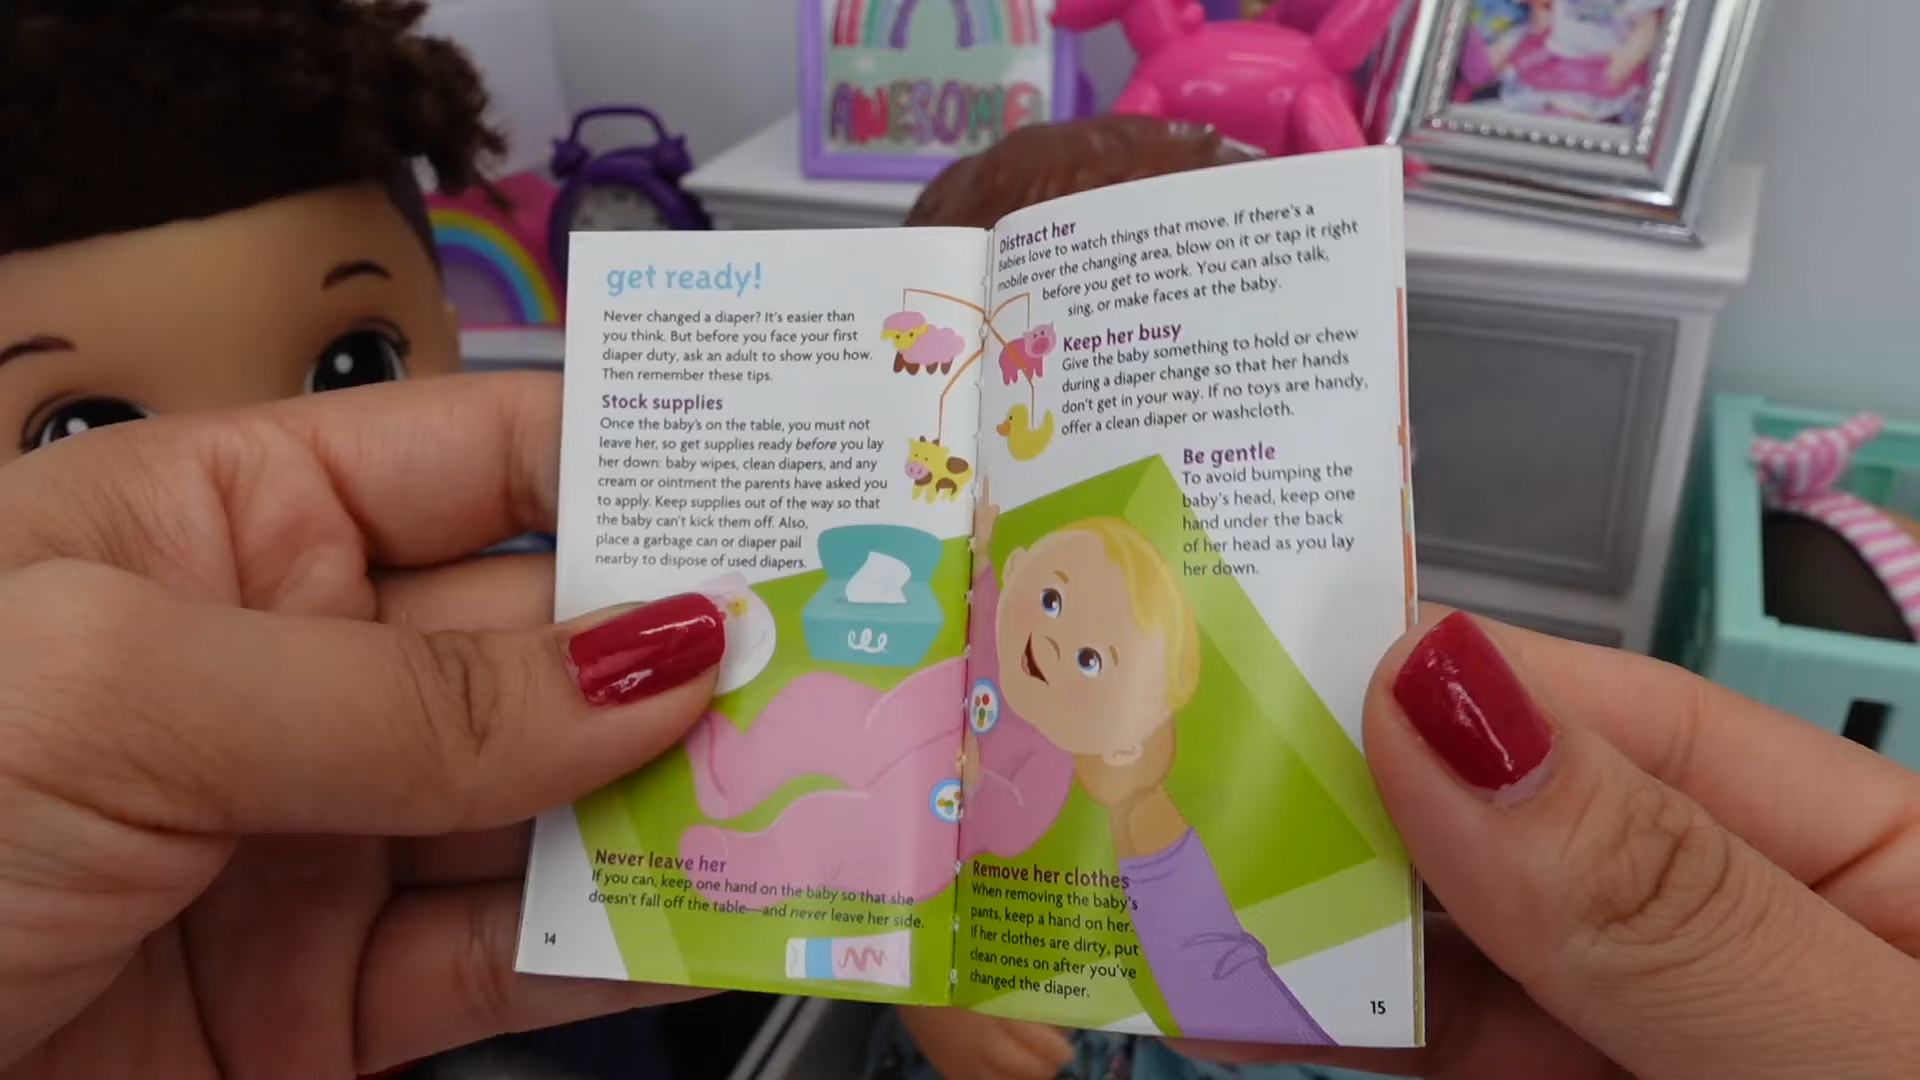 AWESOME
get ready!
Never changed a diaper? It's easier than
you think. But before you face your first
diaper duty, ask an adult to show you how.
Then remember these tips.
Stock supplies
Once the baby's on the table, you must not
leave her, so get supplies ready before you lay
her down: baby wipes, clean diapers, and any
cream or ointment the parents have asked you
to apply. Keep supplies out of the way so that
the baby can't kick them off. Also,
place a garbage can or diaper pail
nearby to dispose of used diapers.
Never leave her
If you can, keep one hand on the baby so that she
doesn't fall off the table—and never leave her side.
14
Distract her
Babies love to watch things that move. If there's a
mobile over the changing area, blow on it or tap it right
before you get to work. You can also talk,
sing, or make faces at the baby.
Keep her busy
Give the baby something to hold or chew
during a diaper change so that her hands
don't get in your way. If no toys are handy,
offer a clean diaper or washcloth.
Be gentle
To avoid bumping the
baby's head, keep one
hand under the back
of her head as you lay
her down.
Remove her clothes
When removing the baby's
pants, keep a hand on her.
If her clothes are dirty, put
clean ones on after you've
changed the diaper.
15